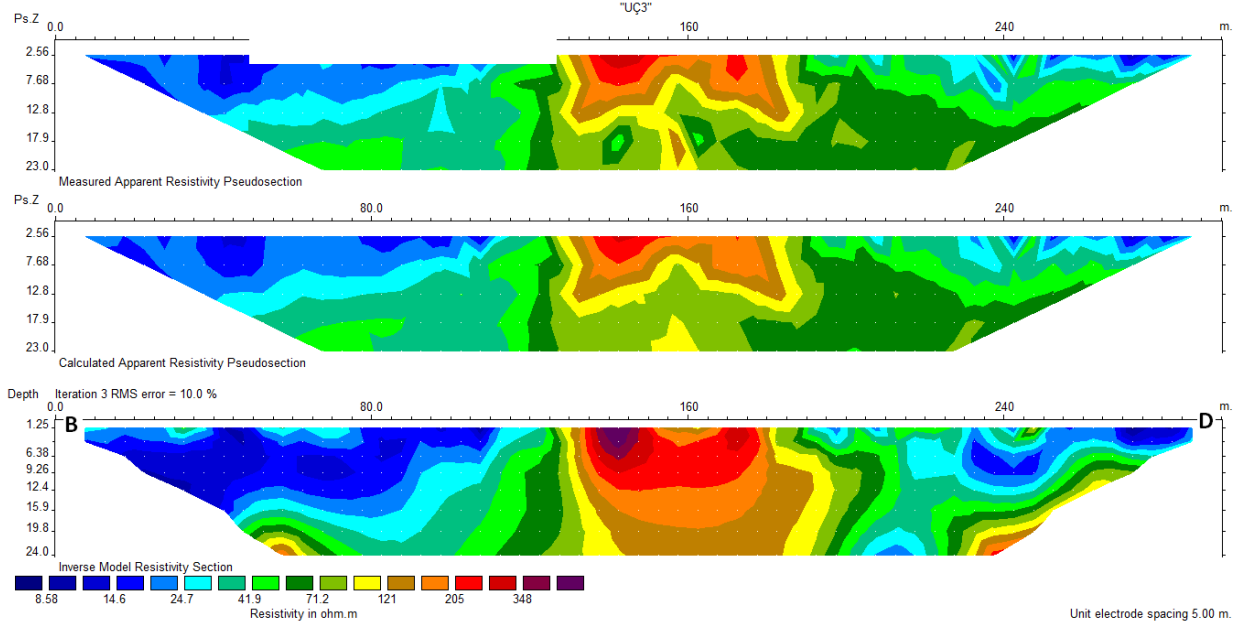 "UÇ3"
Ps.Z 0.0 160 240 m.
2.56
7.68
12.8
17.9
23.0
Measured Apparent Resistivity Pseudosection
Ps.Z 0.0 80.0 160 240 m.
2.56
7.68
12.8
17.9
23.0
Calculated Apparent Resistivity Pseudosection
Depth Iteration 3 RMS error = 10.0 %
0.0 80.0 160 240 m.
B D
1.25
6.38
9.26
12.4
15.9
19.8
24.0
Inverse Model Resistivity Section
8.58 14.6 24.7 41.9 71.2 121 205 348
Resistivity in ohm.m Unit electrode spacing 5.00 m.